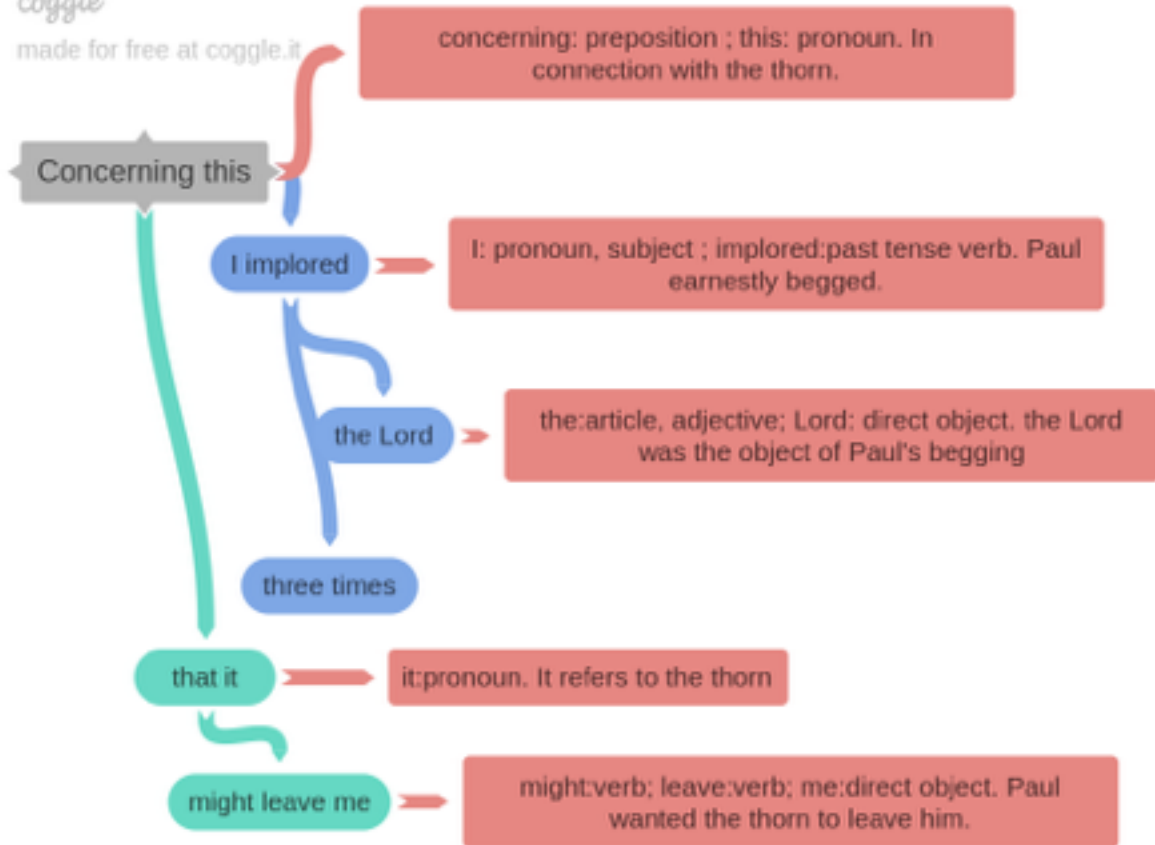 coggle
made for free at coggle.it
concerning: preposition ; this: pronoun. In
connection with the thorn.
Concerning this
I implored
I: pronoun, subject ; implored:past tense verb. Paul
earnestly begged.
the Lord
the:article, adjective; Lord: direct object. the Lord
was the object of Paul's begging
three times
that it
it:pronoun. It refers to the thorn
might leave me
might:verb; leave:verb; me:direct object. Paul
wanted the thorn to leave him.